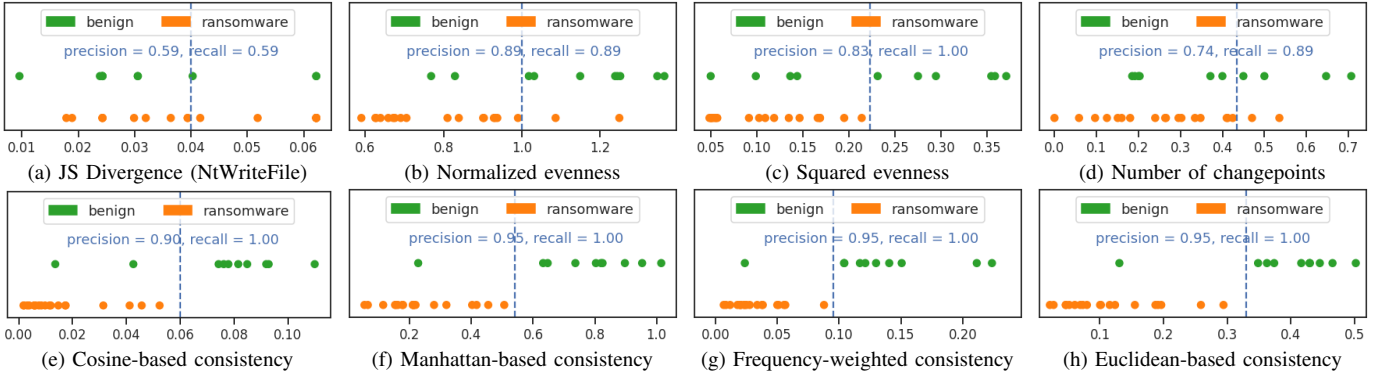 benign ransomware
precision = 0.59, recall = 0.59
0.01 0.02 0.03 0.04 0.05 0.06
(a) JS Divergence (NtWriteFile)
benign ransomware
precision = 0.89, recall = 0.89
0.6 0.8 1.0 1.2
(b) Normalized evenness
benign ransomware
precision = 0.83, recall = 1.00
0.05 0.10 0.15 0.20 0.25 0.30 0.35
(c) Squared evenness
benign ransomware
precision = 0.74, recall = 0.89
0.0 0.1 0.2 0.3 0.4 0.5 0.6 0.7
(d) Number of changepoints
benign ransomware
precision = 0.90, recall = 1.00
0.00 0.02 0.04 0.06 0.08 0.10
(e) Cosine-based consistency
benign ransomware
precision = 0.95, recall = 1.00
0.2 0.4 0.6 0.8 1.0
(f) Manhattan-based consistency
benign ransomware
precision = 0.95, recall = 1.00
0.00 0.05 0.10 0.15 0.20
(g) Frequency-weighted consistency
benign ransomware
precision = 0.95, recall = 1.00
0.1 0.2 0.3 0.4 0.5
(h) Euclidean-based consistency